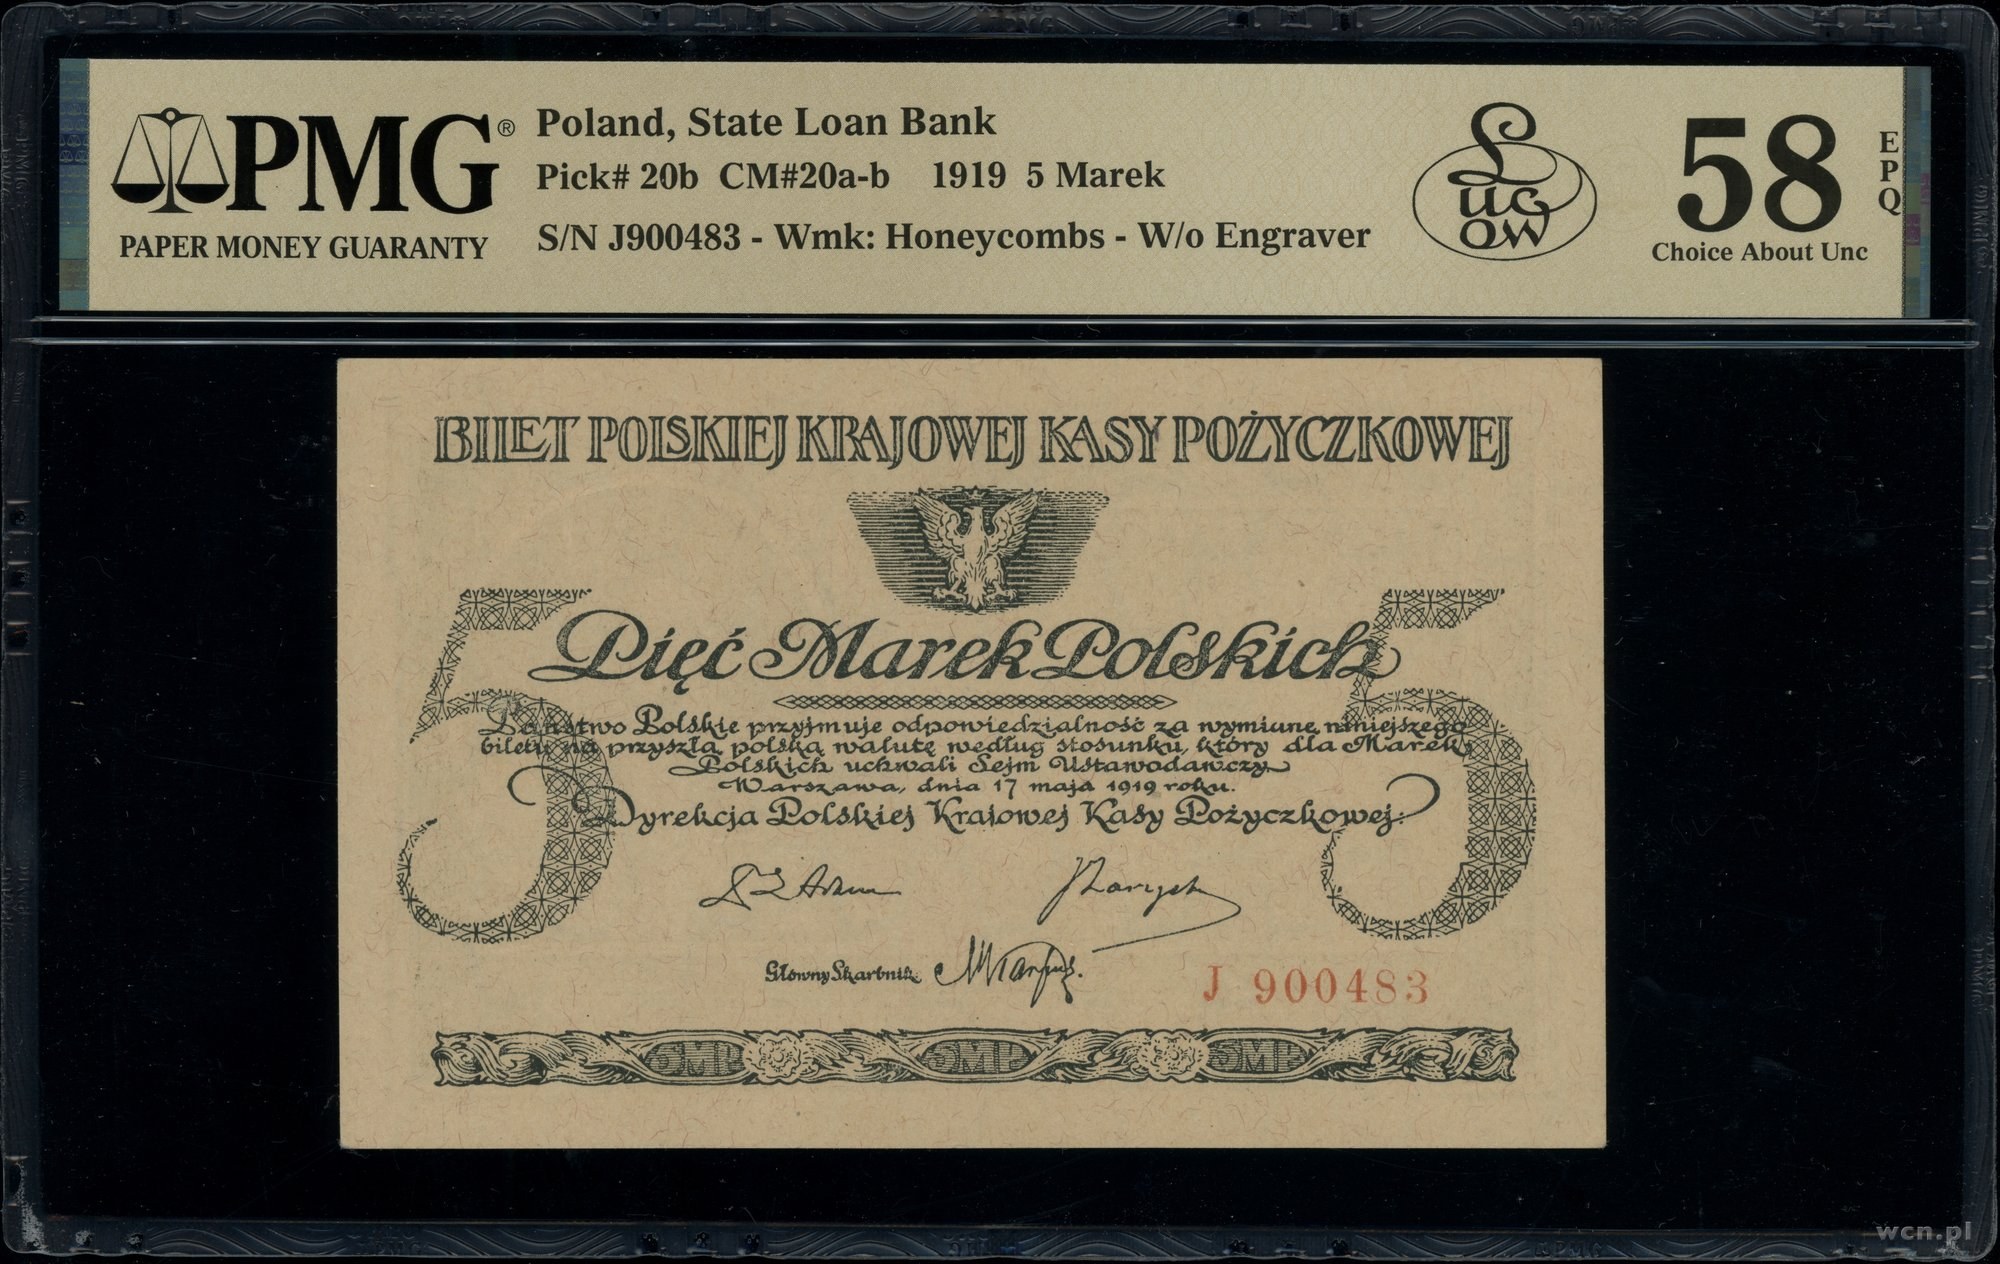 PMG®
PAPER MONEY GUARANTY
Poland, State Loan Bank
Pick# 20b CM#20a-b 1919 5 Marek
S/N J900483 - Wmk: Honeycombs - W/o Engraver
Lucow
58
EPQ
Choice About Unc
BILET POLSKIEJ KRAJOWEJ KASY POŻYCZKOWEJ
5 Pięć Marek Polskich 5
Państwo Polskie przyjmuje odpowiedzialność za wymianę niniejszego
biletu na przyszłą polską walutę według stosunku, który dla Marek
Polskich uchwali Sejm Ustawodawczy
Warszawa, dnia 17 maja 1919 roku.
Dyrekcja Polskiej Krajowej Kasy Pożyczkowej:
Główny Skarbnik
J 900483
5MP 5MP 5MP
wcn.pl